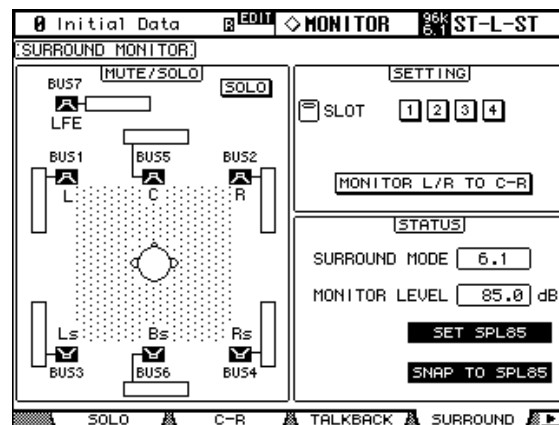 0 Initial Data EDIT ◇MONITOR 96k 6.1 ST-L-ST
SURROUND MONITOR
MUTE/SOLO
SOLO
BUS7
LFE
BUS1 BUS5 BUS2
L C R
Ls Bs Rs
BUS3 BUS6 BUS4
SETTING
SLOT 1 2 3 4
MONITOR L/R TO C-R
STATUS
SURROUND MODE 6.1
MONITOR LEVEL 85.0 dB
SET SPL85
SNAP TO SPL85
SOLO C-R TALKBACK SURROUND